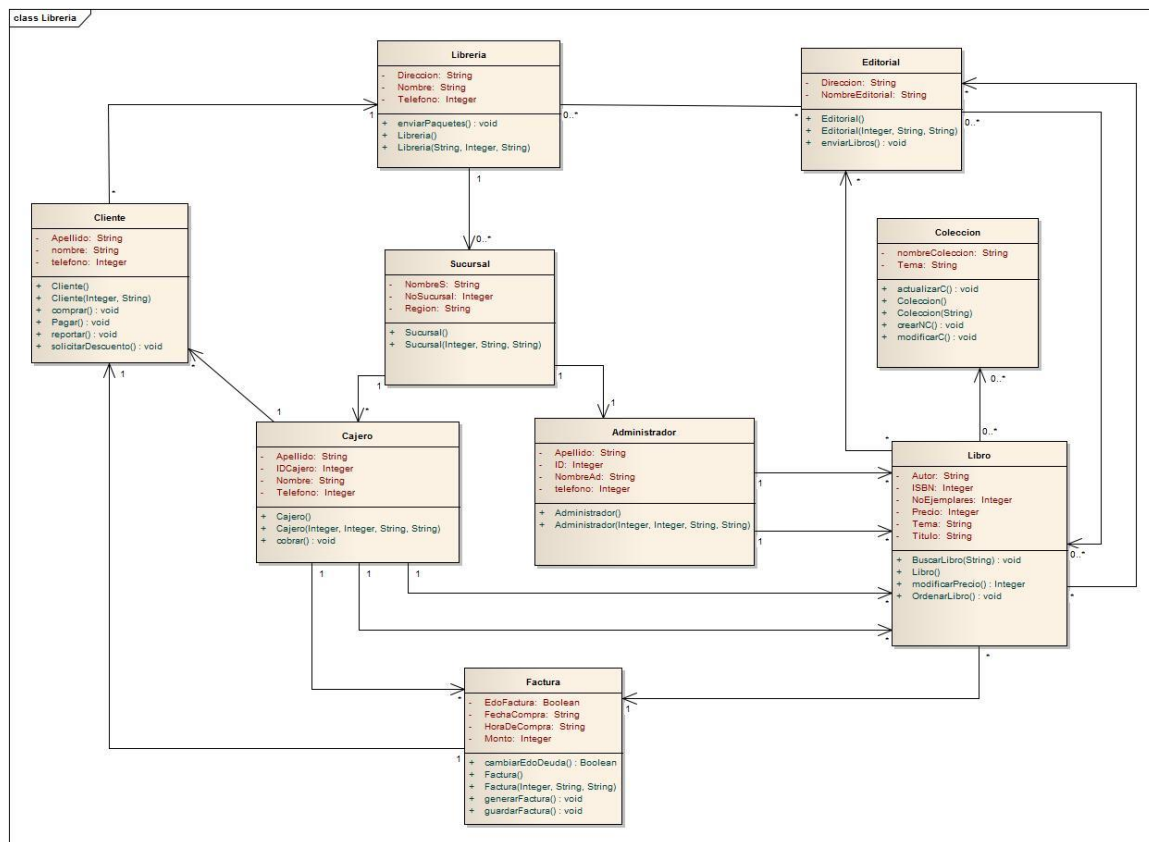 class Libreria
Libreria
- Direccion: String
- Nombre: String
- Telefono: Integer
+ enviarPaquetes() : void
+ Libreria()
+ Libreria(String, Integer, String)
Editorial
- Direccion: String
- NombreEditorial: String
+ Editorial()
+ Editorial(Integer, String, String)
+ enviarLibros() : void
1
0..*
*
*
0..*
1
*
0..*
*
Cliente
- Apellido: String
- nombre: String
- telefono: Integer
+ Cliente()
+ Cliente(Integer, String)
+ comprar() : void
+ Pagar() : void
+ reportar() : void
+ solicitarDescuento() : void
Sucursal
- NombreS: String
- NoSucursal: Integer
- Region: String
+ Sucursal()
+ Sucursal(Integer, String, String)
Coleccion
- nombreColeccion: String
- Tema: String
+ actualizarC() : void
+ Coleccion()
+ Coleccion(String)
+ crearNC() : void
+ modificarC() : void
1
*
1
1
0..*
1
*
1
0..*
*
Cajero
- Apellido: String
- IDCajero: Integer
- Nombre: String
- Telefono: Integer
+ Cajero()
+ Cajero(Integer, Integer, String, String)
+ cobrar() : void
Administrador
- Apellido: String
- ID: Integer
- NombreAd: String
- telefono: Integer
+ Administrador()
+ Administrador(Integer, Integer, String, String)
Libro
- Autor: String
- ISBN: Integer
- NoEjemplares: Integer
- Precio: Integer
- Tema: String
- Titulo: String
+ BuscarLibro(String) : void
+ Libro()
+ modificarPrecio() : Integer
+ OrdenarLibro() : void
1
*
1
*
0..*
1
1
1
*
*
*
*
Factura
- EdoFactura: Boolean
- FechaCompra: String
- HoraDeCompra: String
- Monto: Integer
+ cambiarEdoDeuda() : Boolean
+ Factura()
+ Factura(Integer, String, String)
+ generarFactura() : void
+ guardarFactura() : void
*
1
1